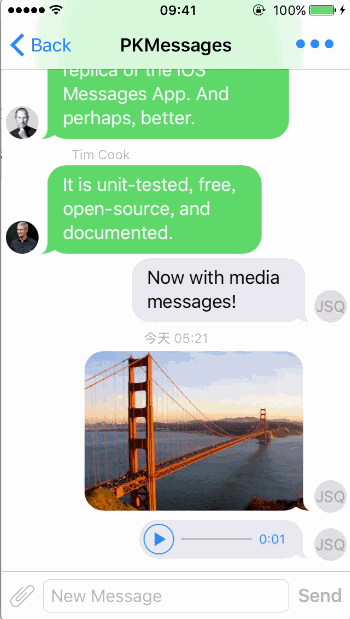 09:41
100%
Back
PKMessages
replica of the iOS
Messages App. And
perhaps, better.
Tim Cook
It is unit-tested, free,
open-source, and
documented.
Now with media
messages!
JSQ
今天 05:21
JSQ
0:01
JSQ
New Message
Send